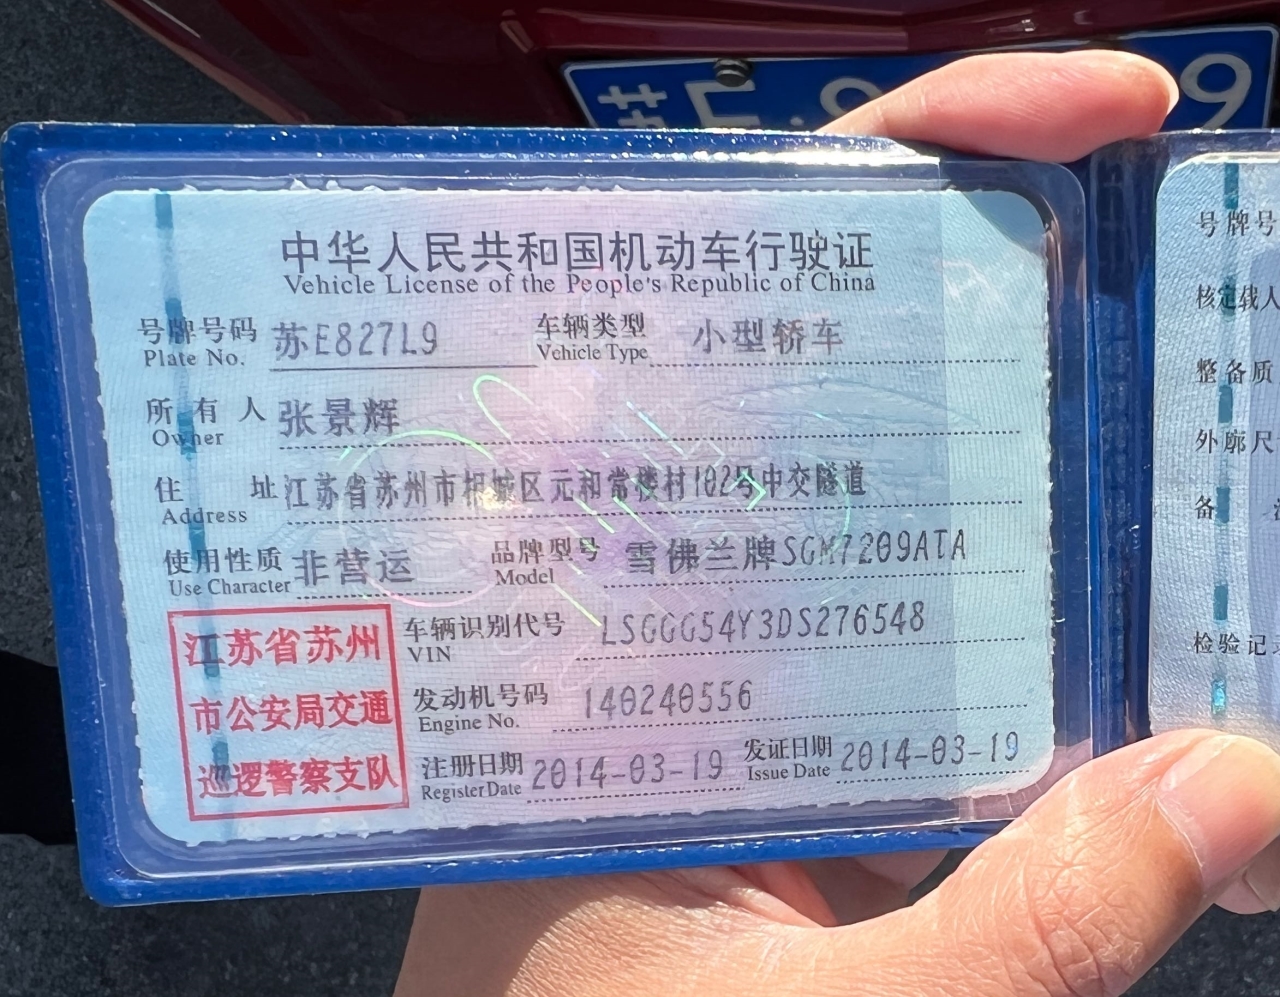 苏E·8 9
中华人民共和国机动车行驶证
Vehicle License of the People's Republic of China
号牌号码 苏E827L9 车辆类型 小型轿车
Plate No. Vehicle Type
所有人 张景辉
Owner
住址 江苏省苏州市相城区元和常楼村102号中交隧道
Address
使用性质 非营运 品牌型号 雪佛兰牌SGM7209ATA
Use Character Model
江苏省苏州
市公安局交通
巡逻警察支队
车辆识别代号 LSGGG54Y3DS276548
VIN
发动机号码 140240556
Engine No.
注册日期 2014-03-19 发证日期 2014-03-19
Register Date Issue Date
号牌号
核定载人
整备质
外廓尺
备
检验记